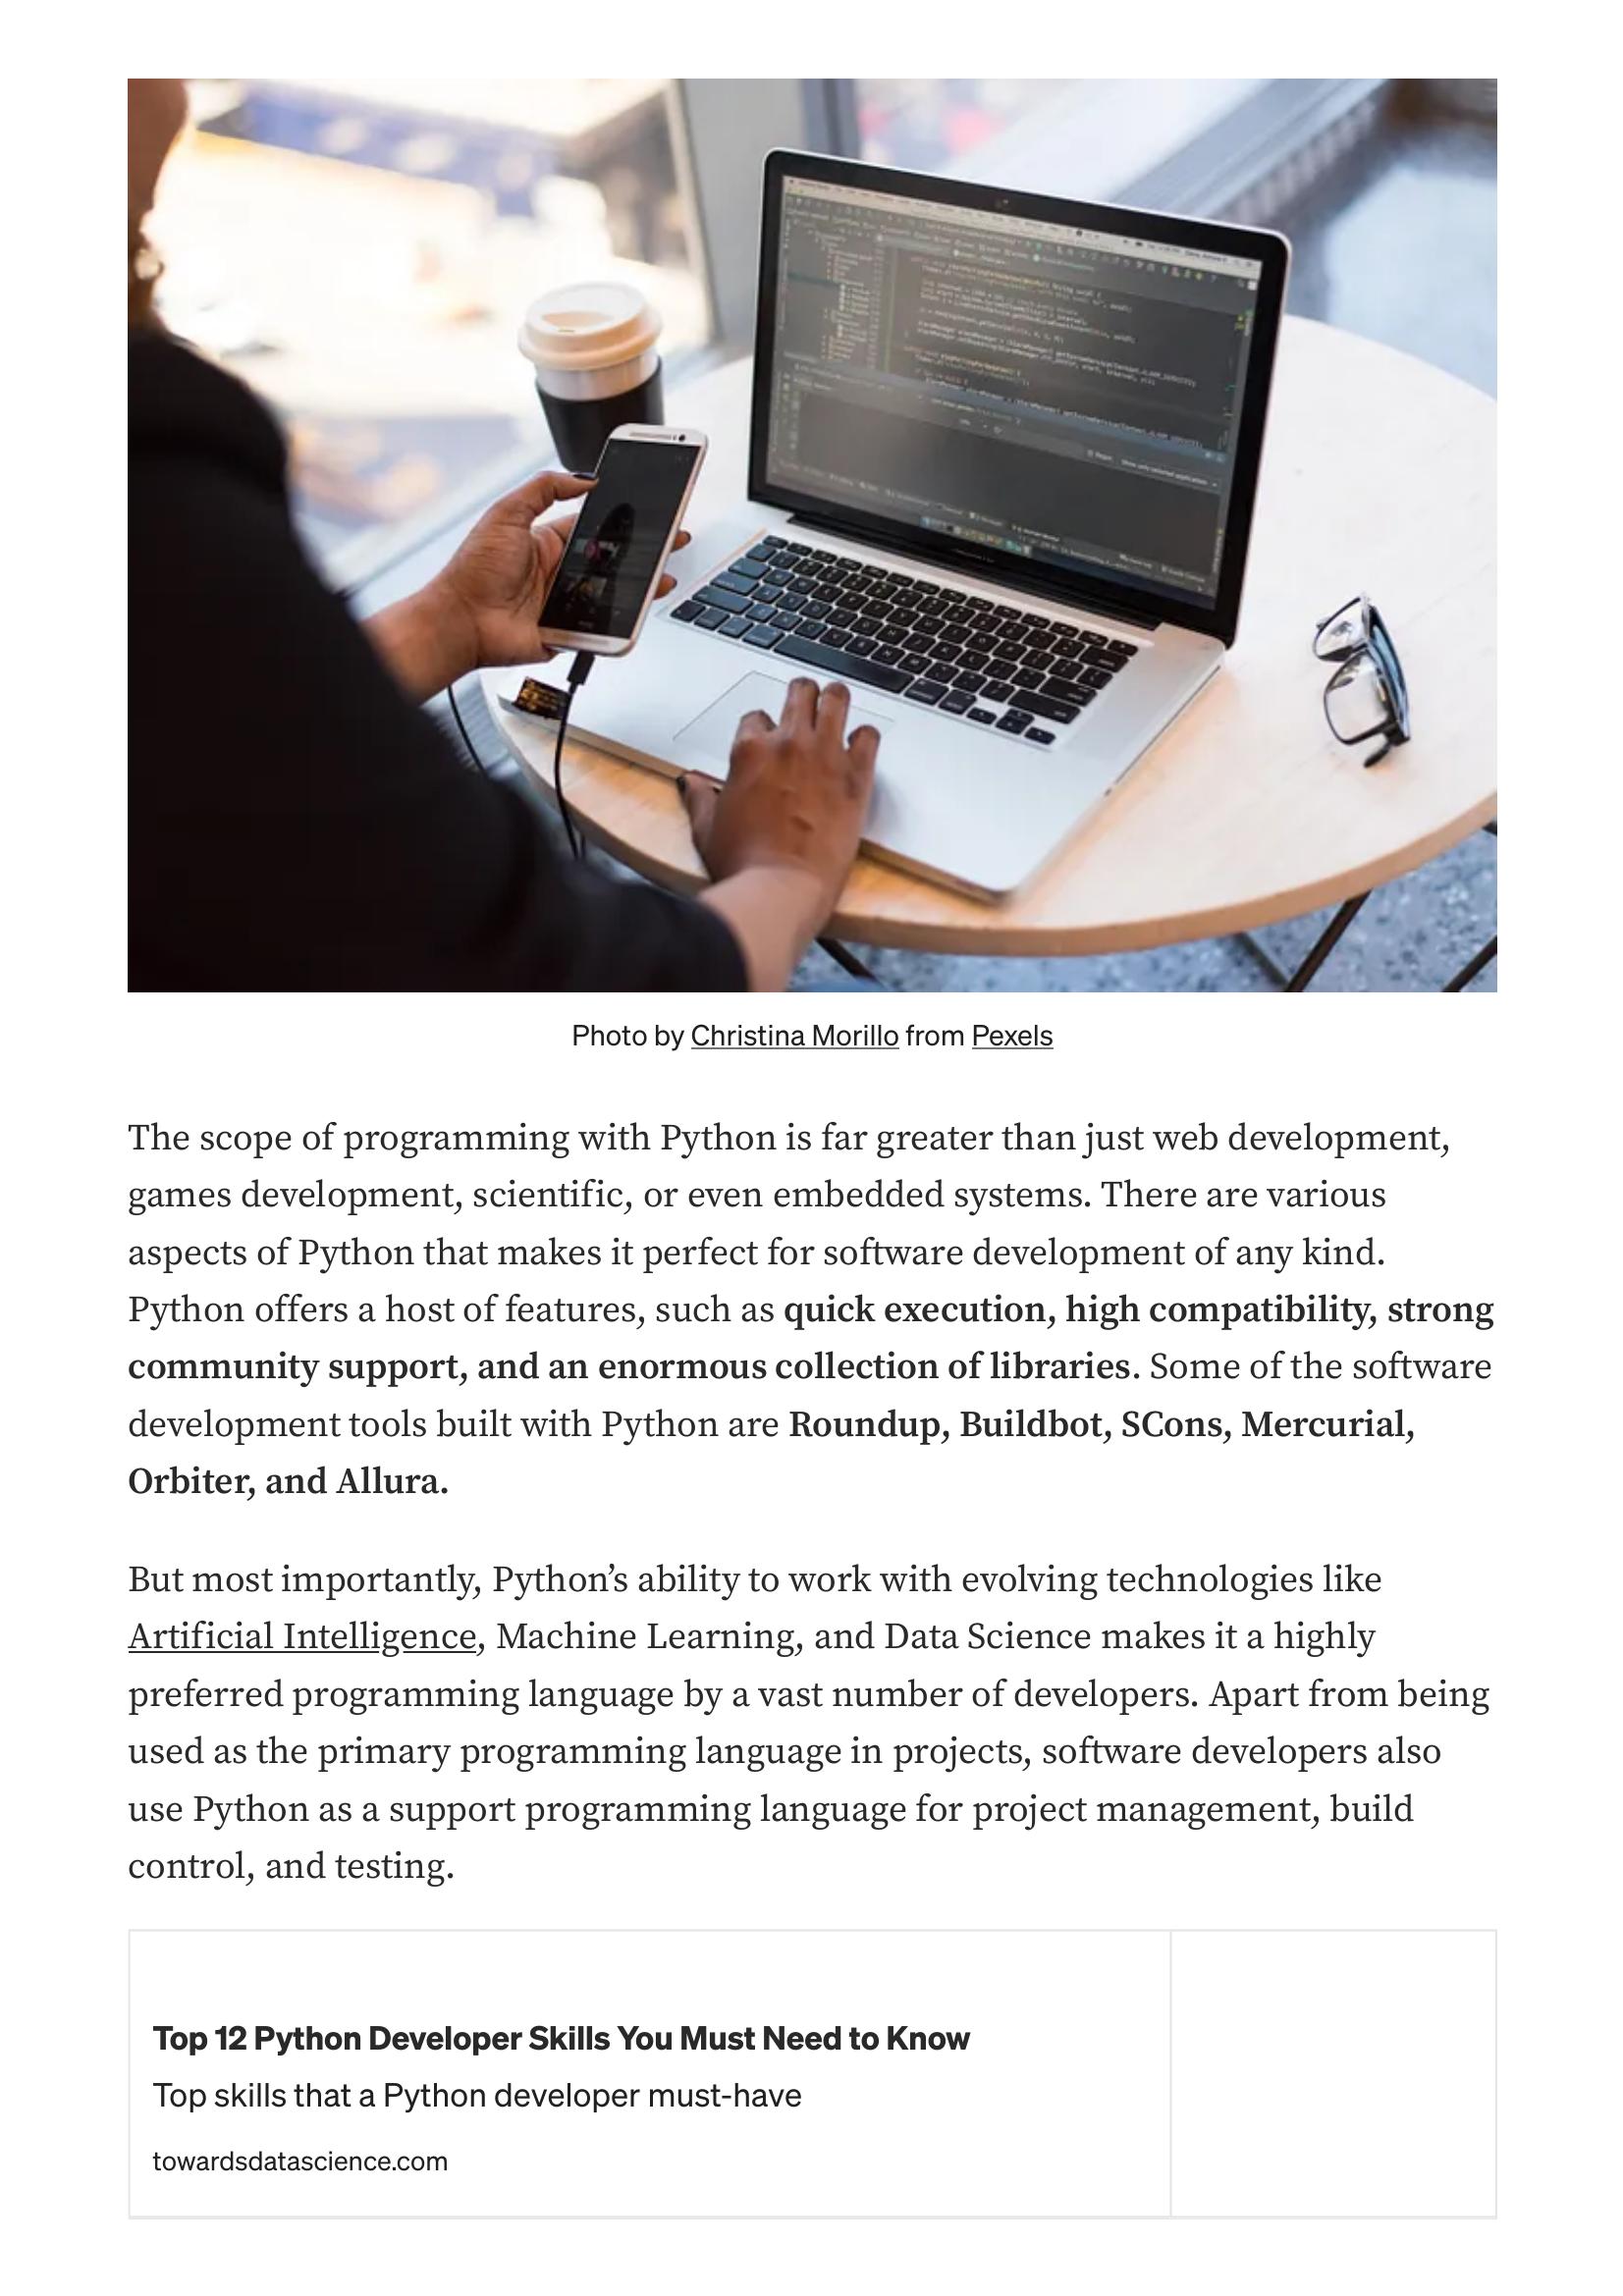 Photo by Christina Morillo from Pexels
The scope of programming with Python is far greater than just web development,
games development, scientific, or even embedded systems. There are various
aspects of Python that makes it perfect for software development of any kind.
Python offers a host of features, such as quick execution, high compatibility, strong
community support, and an enormous collection of libraries. Some of the software
development tools built with Python are Roundup, Buildbot, SCons, Mercurial,
Orbiter, and Allura.
But most importantly, Python’s ability to work with evolving technologies like
Artificial Intelligence, Machine Learning, and Data Science makes it a highly
preferred programming language by a vast number of developers. Apart from being
used as the primary programming language in projects, software developers also
use Python as a support programming language for project management, build
control, and testing.
Top 12 Python Developer Skills You Must Need to Know
Top skills that a Python developer must-have
towardsdatascience.com